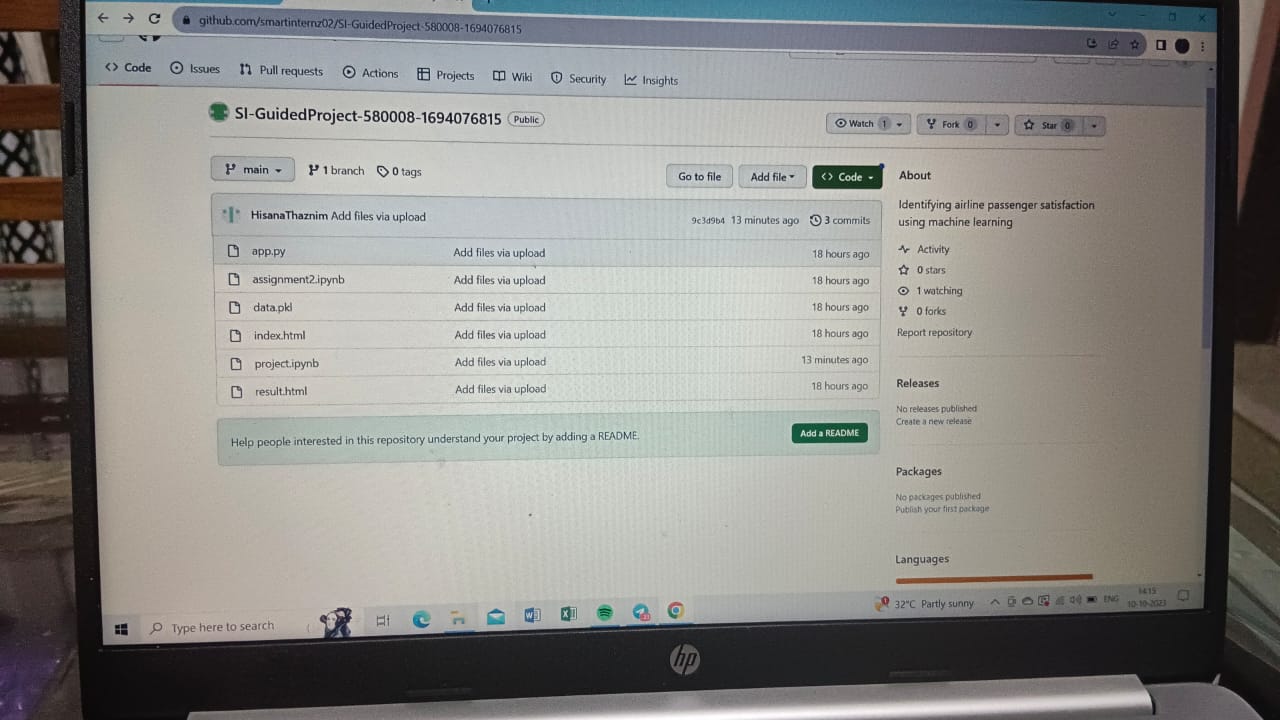 github.com/smartinternz02/SI-GuidedProject-580008-1694076815
Code Issues Pull requests Actions Projects Wiki Security Insights
SI-GuidedProject-580008-1694076815 Public
Watch 1 Fork 0 Star 0
main 1 branch 0 tags Go to file Add file Code
HisanaThaznim Add files via upload 9c3d9b4 13 minutes ago 3 commits
app.py Add files via upload 18 hours ago
assignment2.ipynb Add files via upload 18 hours ago
data.pkl Add files via upload 18 hours ago
index.html Add files via upload 18 hours ago
project.ipynb Add files via upload 13 minutes ago
result.html Add files via upload 18 hours ago
Help people interested in this repository understand your project by adding a README. Add a README
About
Identifying airline passenger satisfaction
using machine learning
Activity
0 stars
1 watching
0 forks
Report repository
Releases
No releases published
Create a new release
Packages
No packages published
Publish your first package
Languages
Type here to search
32°C Partly sunny
ENG
14:15
10-10-2023
hp